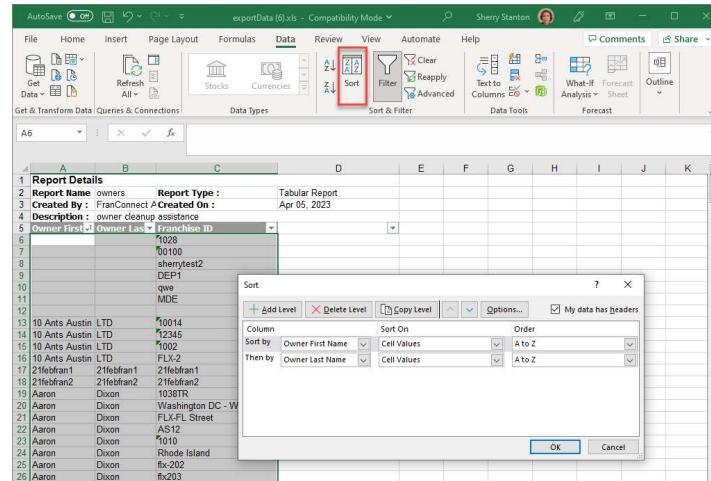 AutoSave Off exportData (6).xls - Compatibility Mode Sherry Stanton
File Home Insert Page Layout Formulas Data Review View Automate Help Comments Share
Get Data Refresh All Stocks Currencies Sort Filter Clear Reapply Advanced Text to Columns What-If Analysis Forecast Sheet Outline
Get & Transform Data Queries & Connections Data Types Sort & Filter Data Tools Forecast
A6 fx
A B C D E F G H I J K
1 Report Details
2 Report Name owners Report Type : Tabular Report
3 Created By : FranConnect A Created On : Apr 05, 2023
4 Description : owner cleanup assistance
5 Owner First Owner Las Franchise ID
6 1028
7 00100
8 sherrytest2
9 DEP1
10 qwe
11 MDE
12
13 10 Ants Austin LTD 10014
14 10 Ants Austin LTD 12345
15 10 Ants Austin LTD 1002
16 10 Ants Austin LTD FLX-2
17 21febfran1 21febfran1 21febfran1
18 21febfran2 21febfran2 21febfran2
19 Aaron Dixon 1038TR
20 Aaron Dixon Washington DC - W
21 Aaron Dixon FLX-FL Street
22 Aaron Dixon AS12
23 Aaron Dixon 1010
24 Aaron Dixon Rhode Island
25 Aaron Dixon flx-202
26 Aaron Dixon flx203
Sort ? X
Add Level Delete Level Copy Level Options... My data has headers
Column Sort On Order
Sort by Owner First Name Cell Values A to Z
Then by Owner Last Name Cell Values A to Z
OK Cancel